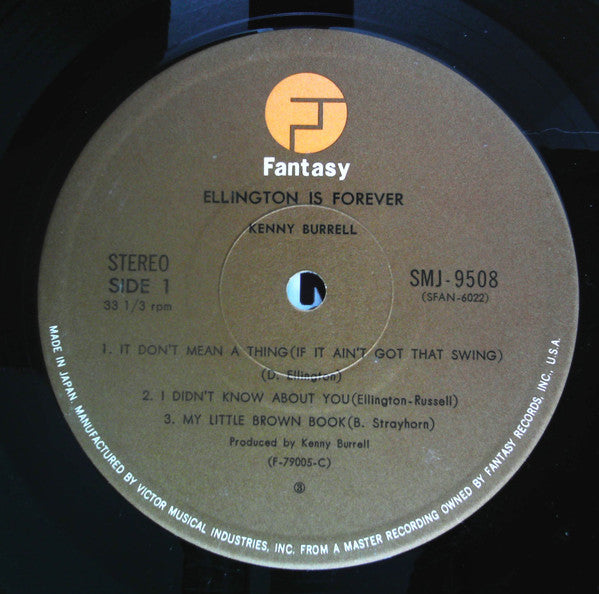 Fantasy
ELLINGTON IS FOREVER
KENNY BURRELL
STEREO
SIDE 1
33 1/3 rpm
SMJ-9508
(SFAN-6022)
1. IT DON'T MEAN A THING(IF IT AIN'T GOT THAT SWING)
(D. Ellington)
2. I DIDN'T KNOW ABOUT YOU(Ellington-Russell)
3. MY LITTLE BROWN BOOK(B. Strayhorn)
Produced by Kenny Burrell
(F-79005-C)
③
MADE IN JAPAN. MANUFACTURED BY VICTOR MUSICAL INDUSTRIES, INC. FROM A MASTER RECORDING OWNED BY FANTASY RECORDS, INC., U.S.A.